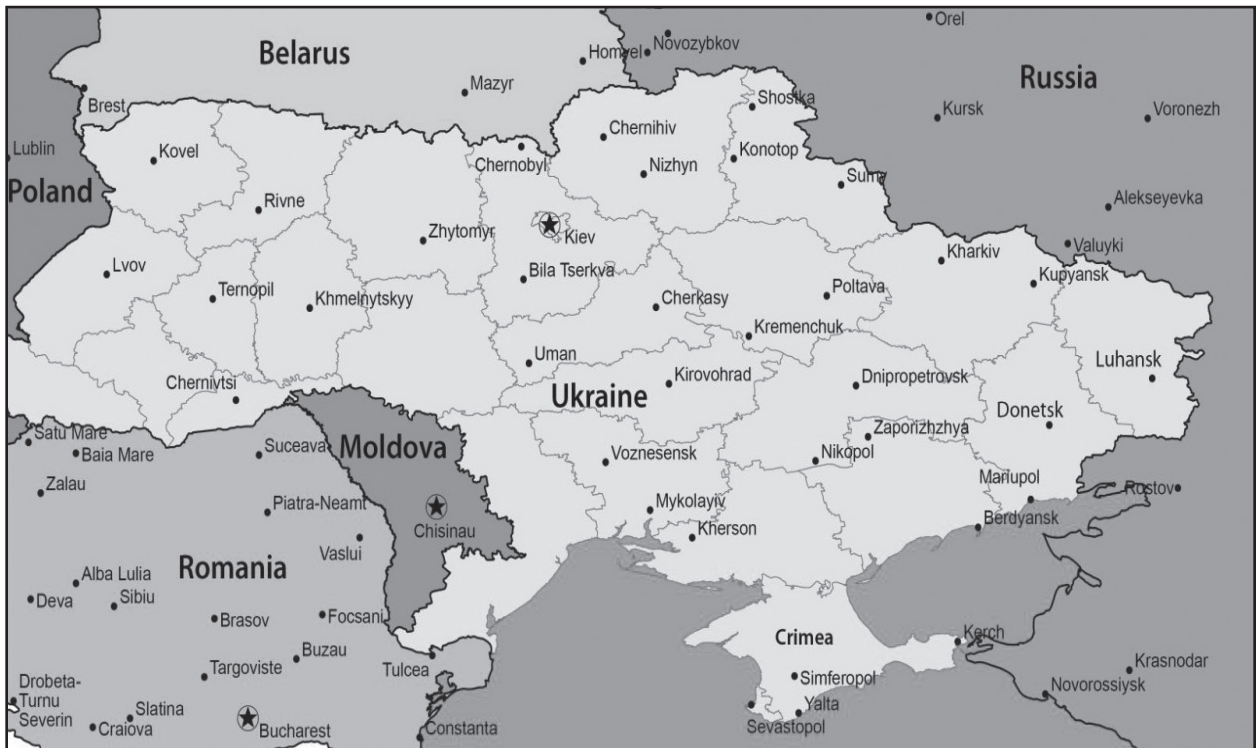 Orel
Novozybkov
Homyel
Belarus
Russia
Mazyr
Brest
Shostka
Kursk
Voronezh
Chernihiv
Lublin
Kovel
Chernobyl
Nizhyn
Konotop
Sumy
Poland
Rivne
Alekseyevka
Zhytomyr
Kiev
Valuyki
Kharkiv
Lvov
Bila Tserkva
Kupyansk
Ternopil
Khmelnytskyy
Cherkasy
Poltava
Kremenchuk
Uman
Luhansk
Chernivtsi
Kirovohrad
Dnipropetrovsk
Ukraine
Donetsk
Satu Mare
Suceava
Moldova
Zaporizhzhya
Baia Mare
Voznesensk
Nikopol
Zalau
Mariupol
Rostov
Piatra-Neamt
Mykolayiv
Chisinau
Kherson
Berdyansk
Vaslui
Romania
Alba Lulia
Deva
Sibiu
Brasov
Focsani
Crimea
Kerch
Buzau
Tulcea
Targoviste
Simferopol
Krasnodar
Drobeta-
Turnu
Severin
Novorossiysk
Slatina
Yalta
Sevastopol
Craiova
Bucharest
Constanta